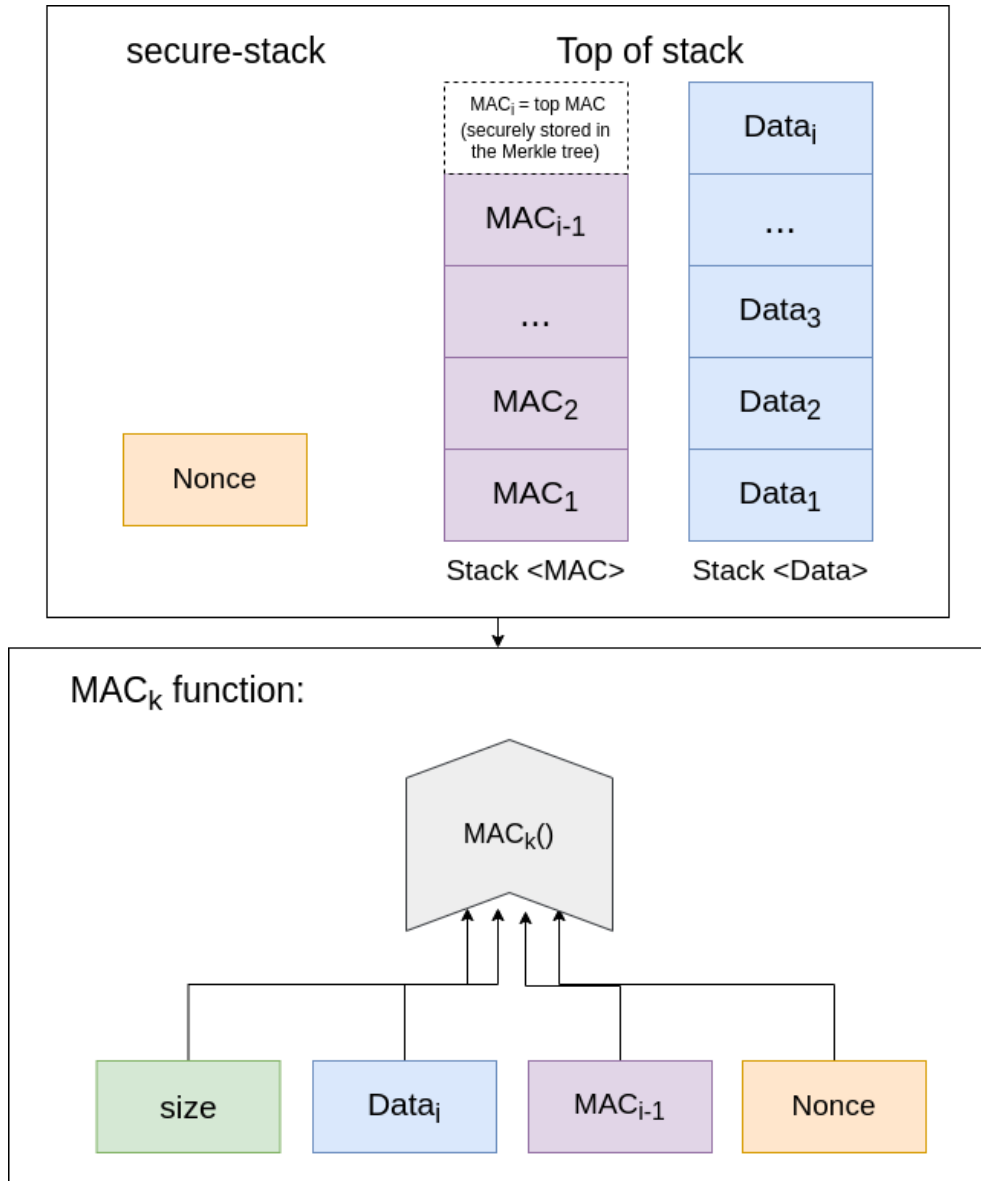 secure-stack
Top of stack
MACi = top MAC
(securely stored in
the Merkle tree)
Datai
MACi-1
...
...
Data3
MAC2
Data2
Nonce
MAC1
Data1
Stack <MAC>
Stack <Data>
MACk function:
MACk()
size
Datai
MACi-1
Nonce